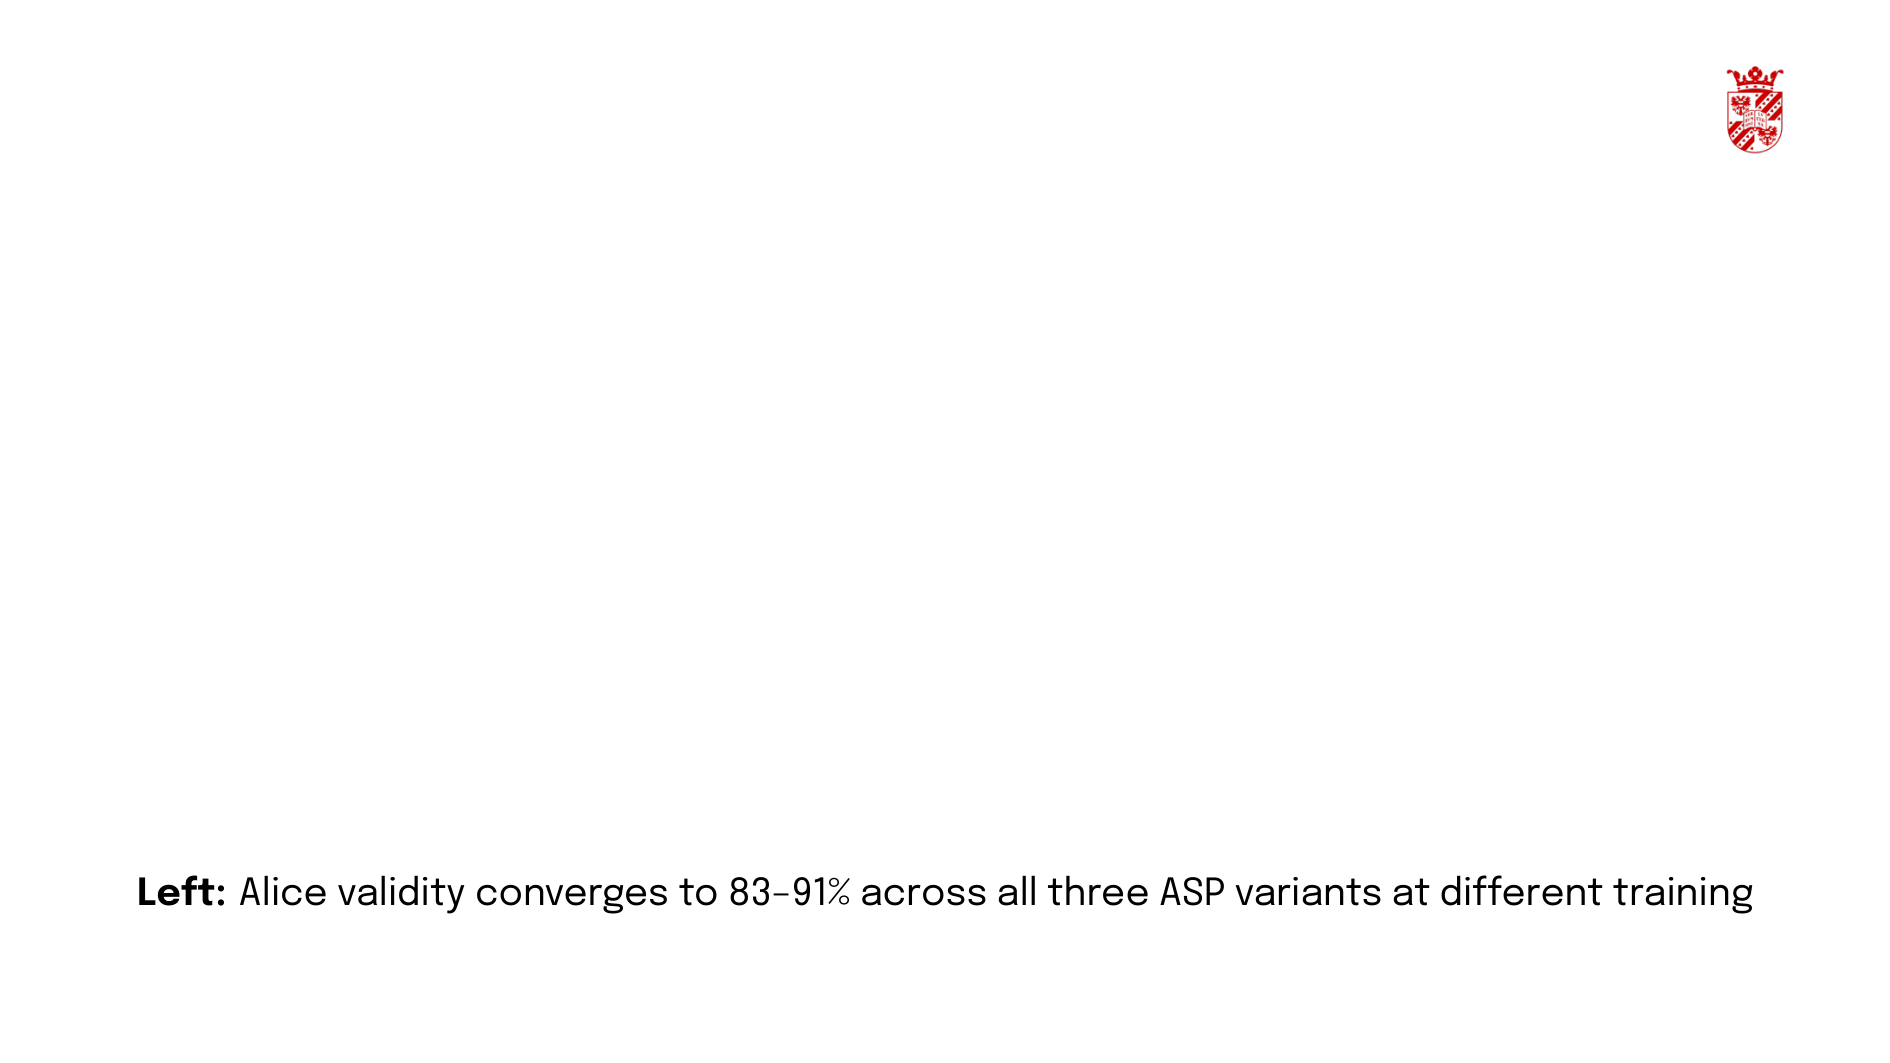 Left: Alice validity converges to 83–91% across all three ASP variants at different training